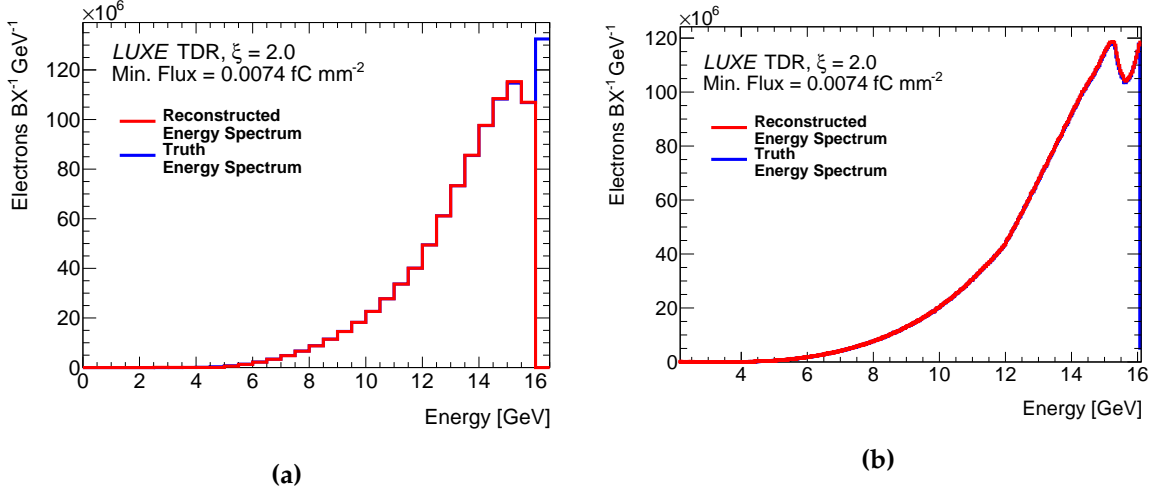 ×10⁶
LUXE TDR, ξ = 2.0
Min. Flux = 0.0074 fC mm⁻²
Reconstructed
Energy Spectrum
Truth
Energy Spectrum
Electrons BX⁻¹ GeV⁻¹
120
100
80
60
40
20
0
0 2 4 6 8 10 12 14 16
Energy [GeV]
(a)
×10⁶
LUXE TDR, ξ = 2.0
Min. Flux = 0.0074 fC mm⁻²
Reconstructed
Energy Spectrum
Truth
Energy Spectrum
Electrons BX⁻¹ GeV⁻¹
120
100
80
60
40
20
0
4 6 8 10 12 14 16
Energy [GeV]
(b)